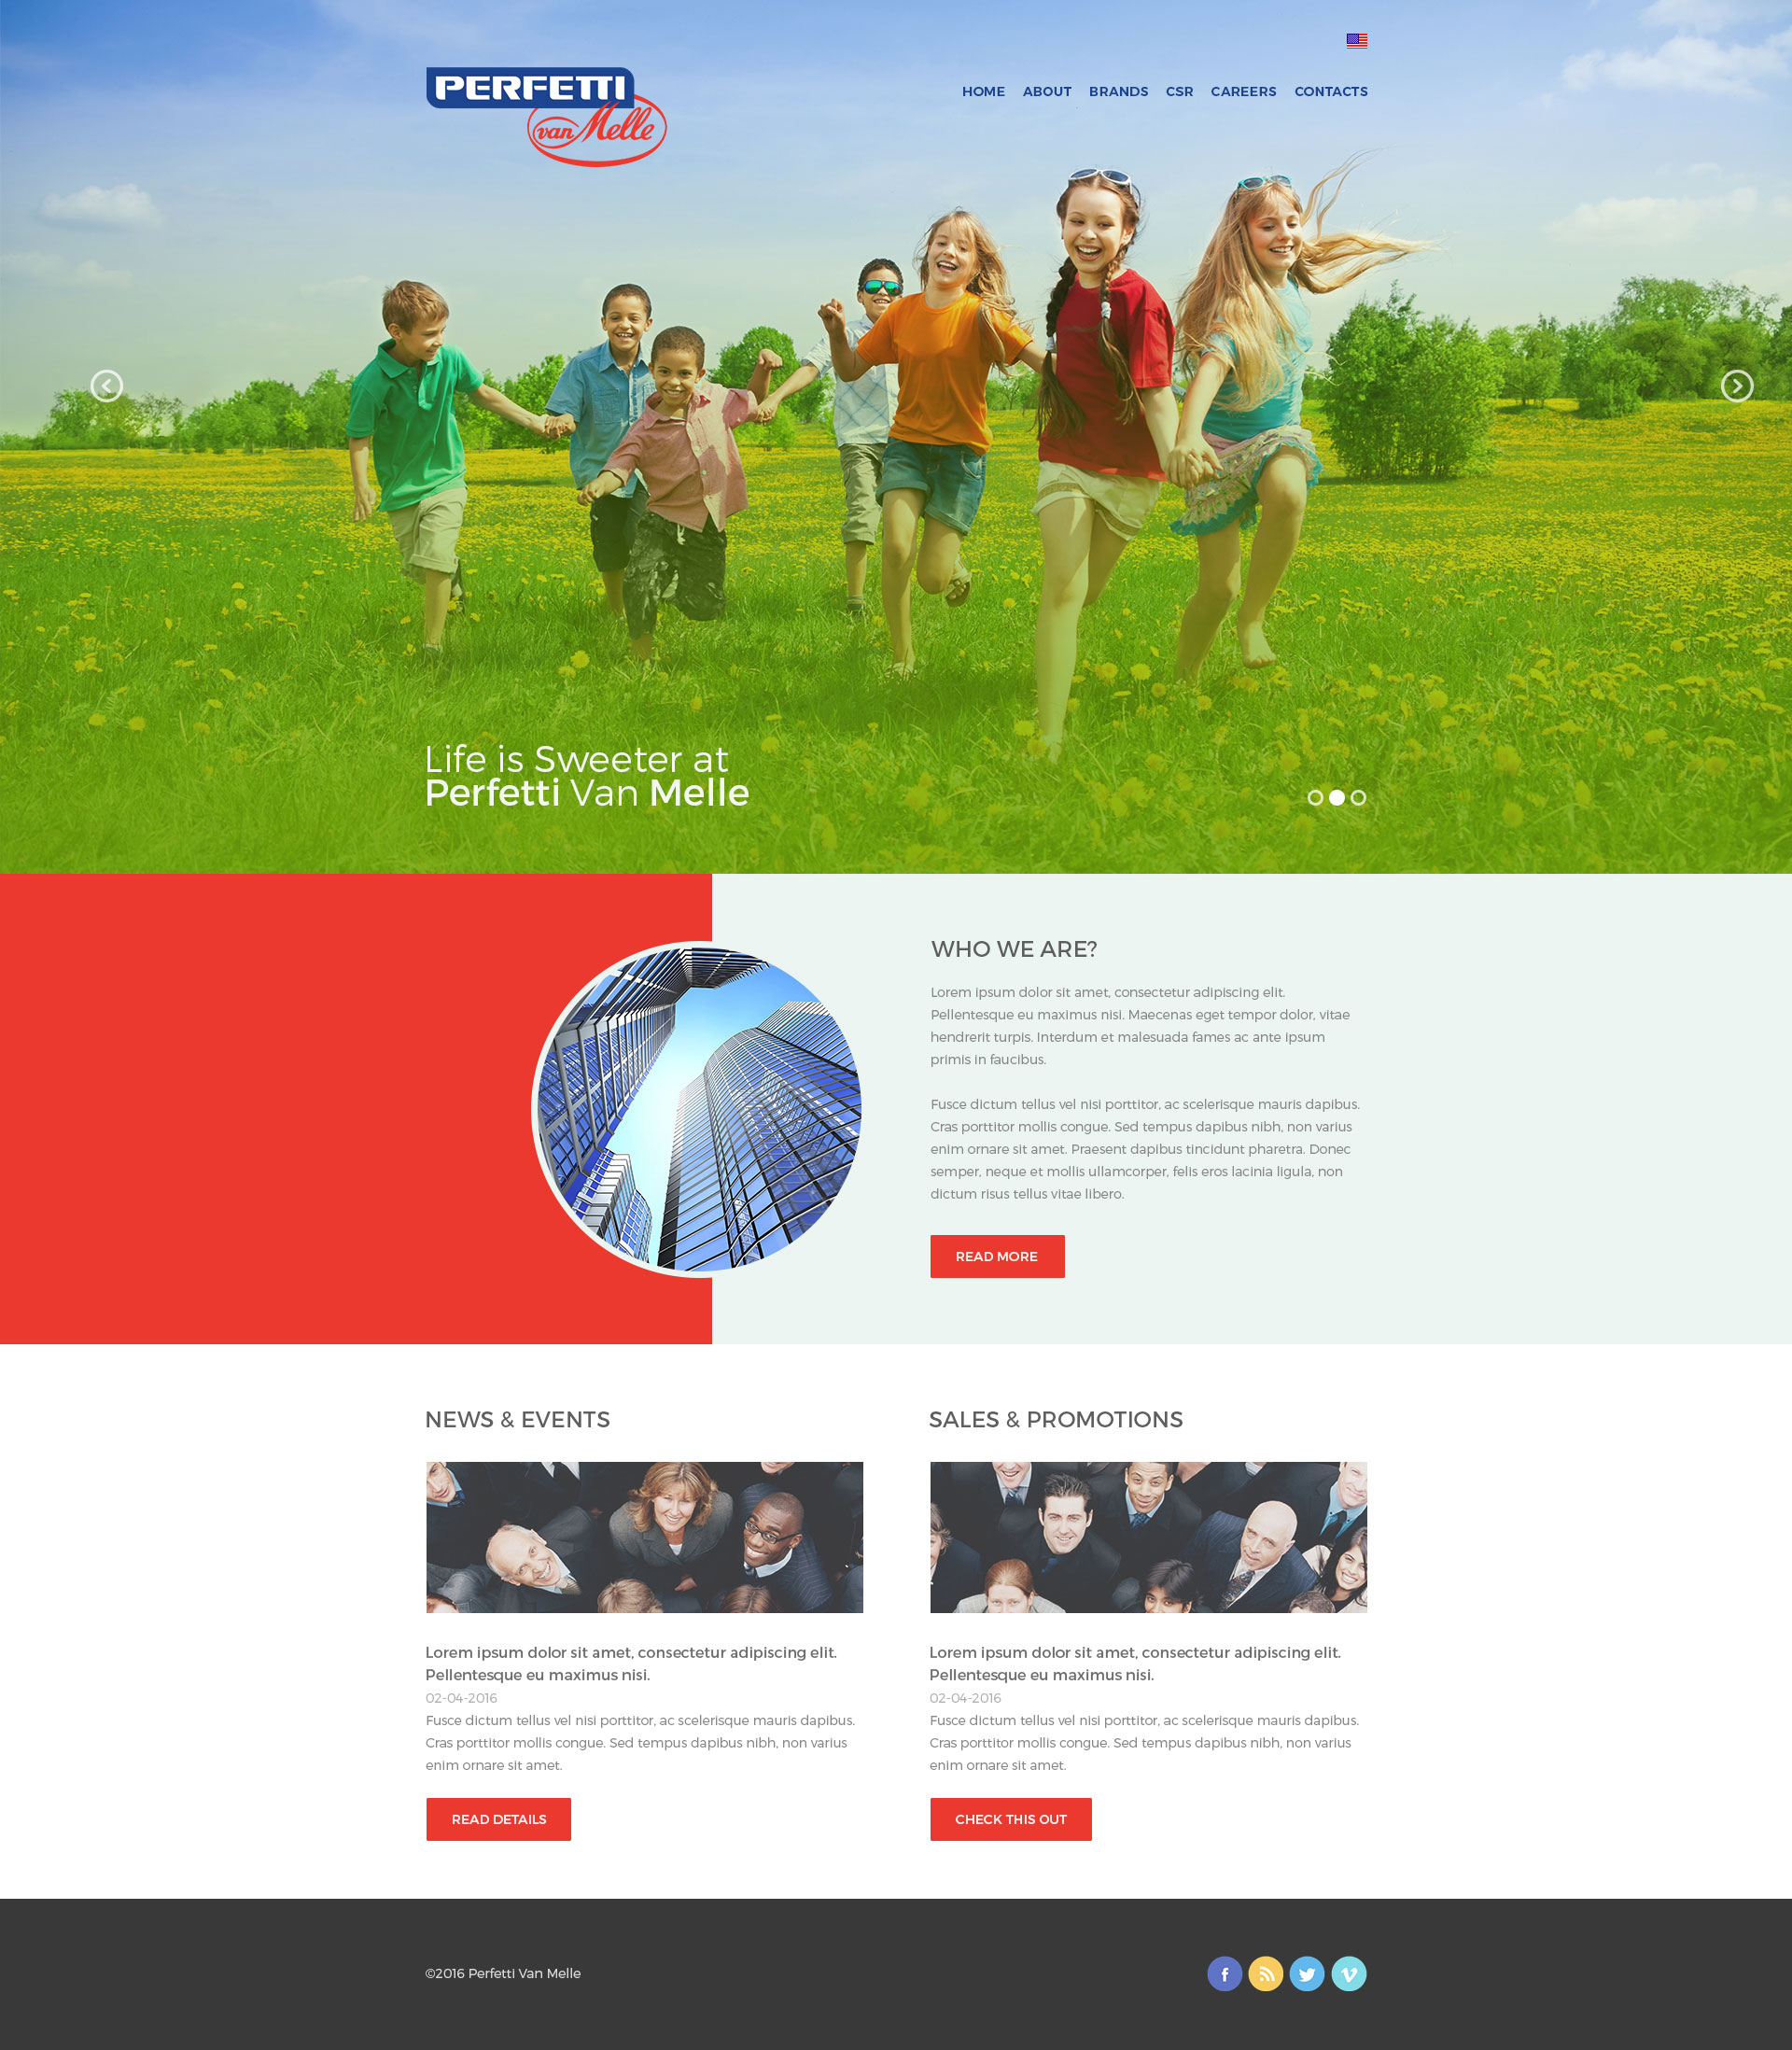 PERFETTI
van Melle
HOME ABOUT BRANDS CSR CAREERS CONTACTS
Life is Sweeter at
Perfetti Van Melle
WHO WE ARE?
Lorem ipsum dolor sit amet, consectetur adipiscing elit.
Pellentesque eu maximus nisi. Maecenas eget tempor dolor, vitae
hendrerit turpis. Interdum et malesuada fames ac ante ipsum
primis in faucibus.
Fusce dictum tellus vel nisi porttitor, ac scelerisque mauris dapibus.
Cras porttitor mollis congue. Sed tempus dapibus nibh, non varius
enim ornare sit amet. Praesent dapibus tincidunt pharetra. Donec
semper, neque et mollis ullamcorper, felis eros lacinia ligula, non
dictum risus tellus vitae libero.
READ MORE
NEWS & EVENTS
Lorem ipsum dolor sit amet, consectetur adipiscing elit.
Pellentesque eu maximus nisi.
02-04-2016
Fusce dictum tellus vel nisi porttitor, ac scelerisque mauris dapibus.
Cras porttitor mollis congue. Sed tempus dapibus nibh, non varius
enim ornare sit amet.
READ DETAILS
SALES & PROMOTIONS
Lorem ipsum dolor sit amet, consectetur adipiscing elit.
Pellentesque eu maximus nisi.
02-04-2016
Fusce dictum tellus vel nisi porttitor, ac scelerisque mauris dapibus.
Cras porttitor mollis congue. Sed tempus dapibus nibh, non varius
enim ornare sit amet.
CHECK THIS OUT
©2016 Perfetti Van Melle